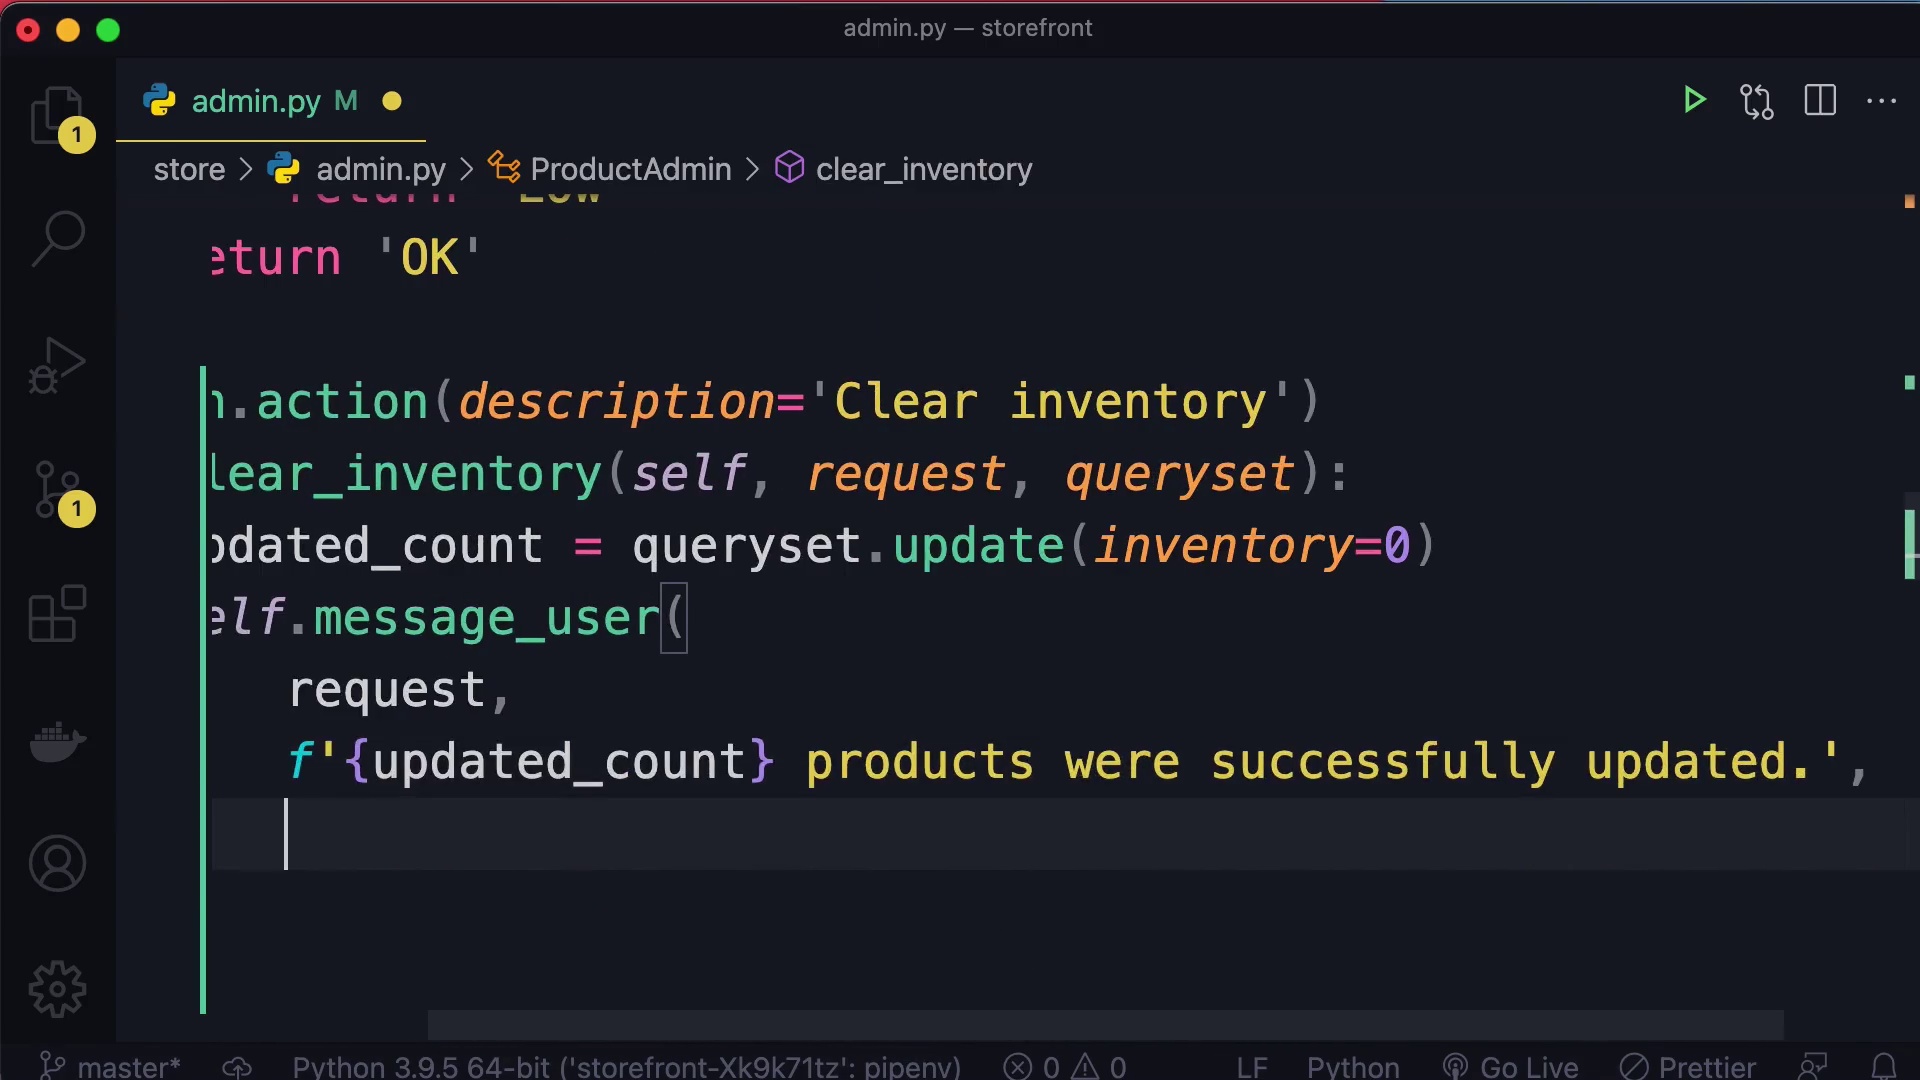 admin.py — storefront
admin.py M
1
store > admin.py > ProductAdmin > clear_inventory
return 'Low'
eturn 'OK'
n.action(description='Clear inventory')
lear_inventory(self, request, queryset):
pdated_count = queryset.update(inventory=0)
elf.message_user(
request,
f'{updated_count} products were successfully updated.',
1
master* Python 3.9.5 64-bit ('storefront-Xk9k71tz': pipenv) 0 0 LF Python Go Live Prettier